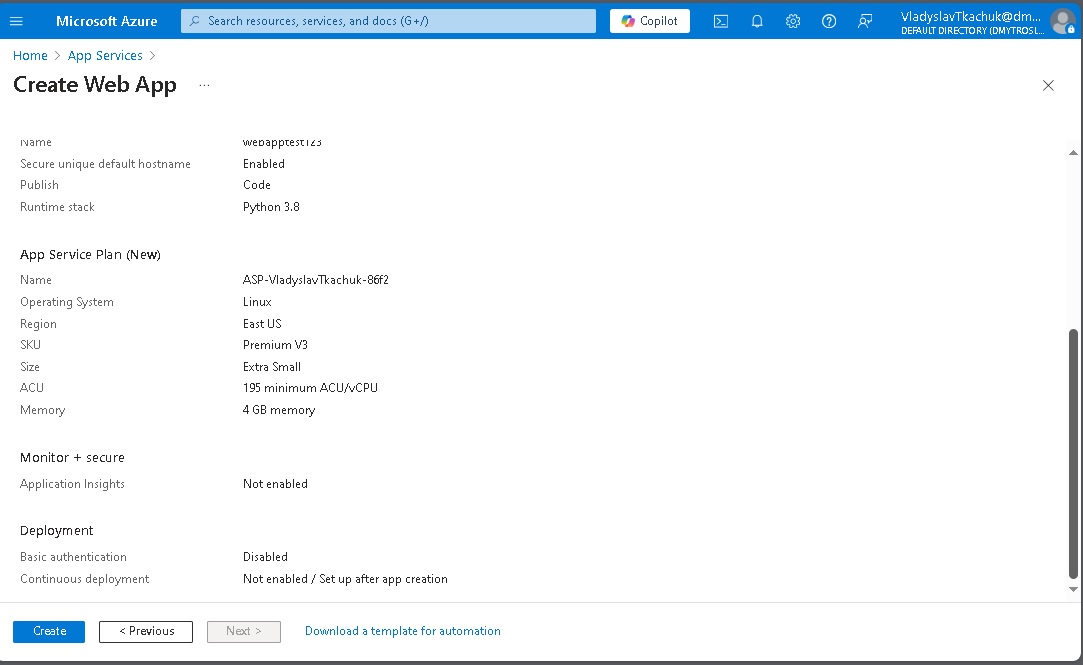 Microsoft Azure
Search resources, services, and docs (G+/)
Copilot
VladyslavTkachuk@dm...
DEFAULT DIRECTORY (DMYTROSL...
Home > App Services >
Create Web App ...
Name webapptest123
Secure unique default hostname Enabled
Publish Code
Runtime stack Python 3.8
App Service Plan (New)
Name ASP-VladyslavTkachuk-86f2
Operating System Linux
Region East US
SKU Premium V3
Size Extra Small
ACU 195 minimum ACU/vCPU
Memory 4 GB memory
Monitor + secure
Application Insights Not enabled
Deployment
Basic authentication Disabled
Continuous deployment Not enabled / Set up after app creation
Create < Previous Next > Download a template for automation